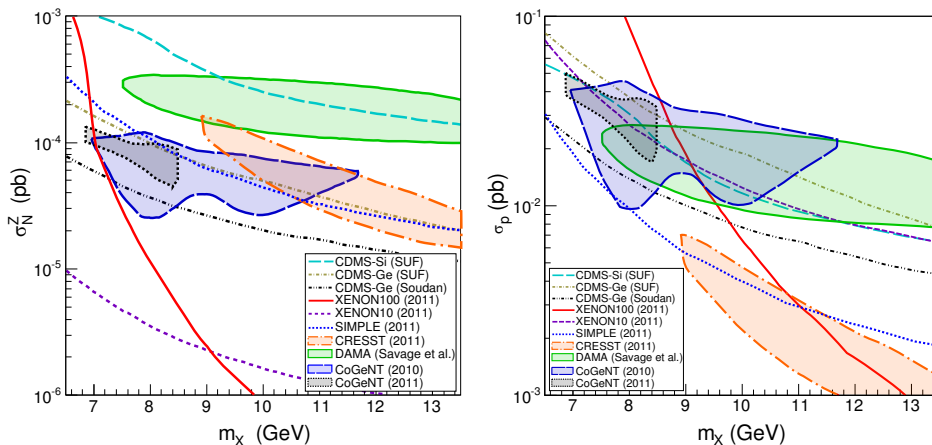 10⁻³
10⁻⁴
10⁻⁵
10⁻⁶
σ_N^Z (pb)
7 8 9 10 11 12 13
m_X (GeV)
CDMS-Si (SUF)
CDMS-Ge (SUF)
CDMS-Ge (Soudan)
XENON100 (2011)
XENON10 (2011)
SIMPLE (2011)
CRESST (2011)
DAMA (Savage et al.)
CoGeNT (2010)
CoGeNT (2011)
10⁻¹
10⁻²
10⁻³
σ_p (pb)
7 8 9 10 11 12 13
m_X (GeV)
CDMS-Si (SUF)
CDMS-Ge (SUF)
CDMS-Ge (Soudan)
XENON100 (2011)
XENON10 (2011)
SIMPLE (2011)
CRESST (2011)
DAMA (Savage et al.)
CoGeNT (2010)
CoGeNT (2011)